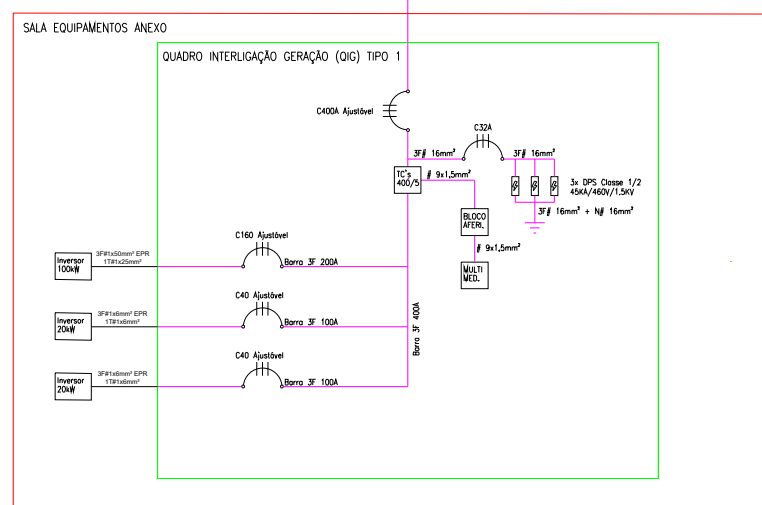 SALA EQUIPAMENTOS ANEXO
QUADRO INTERLIGAÇÃO GERAÇÃO (QIG) TIPO 1
C400A Ajustável
C32A
3F# 16mm²
3F# 16mm²
TC's
400/5
# 9x1,5mm²
3x DPS Classe 1/2
45KA/460V/1.5KV
3F# 16mm² + N# 16mm²
BLOCO
AFERI.
# 9x1,5mm²
MULTI
MED.
C160 Ajustável
Inversor
100kW
3F#1x50mm² EPR
1T#1x25mm²
Barra 3F 200A
C40 Ajustável
Inversor
20kW
3F#1x6mm² EPR
1T#1x6mm²
Barra 3F 100A
Barra 3F 400A
C40 Ajustável
Inversor
20kW
3F#1x6mm² EPR
1T#1x6mm²
Barra 3F 100A